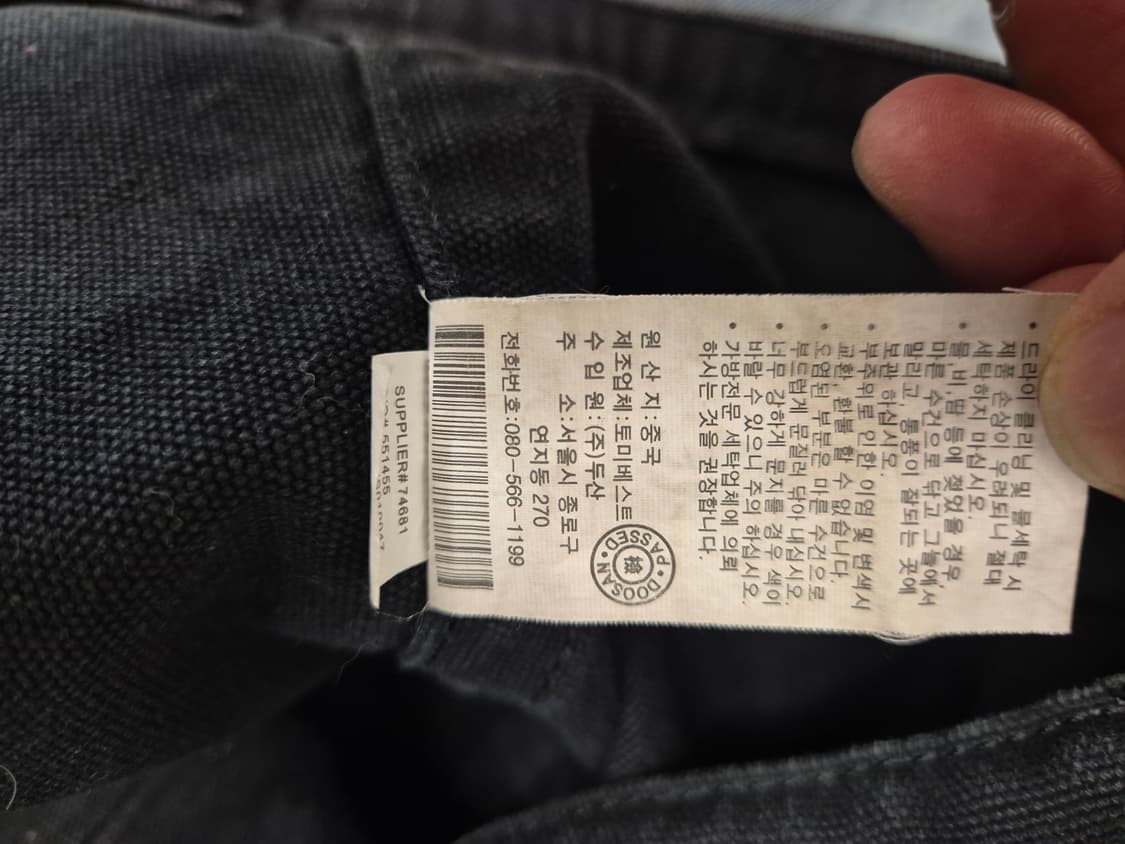 • 드라이 클리닝 및 물세탁 시
제품 손상이 우려되니 절대
세탁하지 마십시오.
• 물,비,땀 등에 젖었을 경우
마른 수건으로 닦고 그늘에서
말리고, 통풍이 잘되는 곳에
보관 하십시오.
• 부주의로 인한 이염 및 변색시
교환, 환불 할 수 없습니다.
• 오염된 부분은 마른 수건으로
부드럽게 문질러 닦아 내십시오.
• 너무 강하게 문지를 경우 색이
바랄 수 있으니 주의 하십시오.
• 가방전문 세탁업체에 의뢰
하시는 것을 권장합니다.
원 산 지:중국
제조업체:토미베스트
수 입 원:(주)두산
주 소:서울시 종로구
연지동 270
전화번호:080-566-1199
PASSED • DOOSAN •
檢
SUPPLIER# 74681
551455